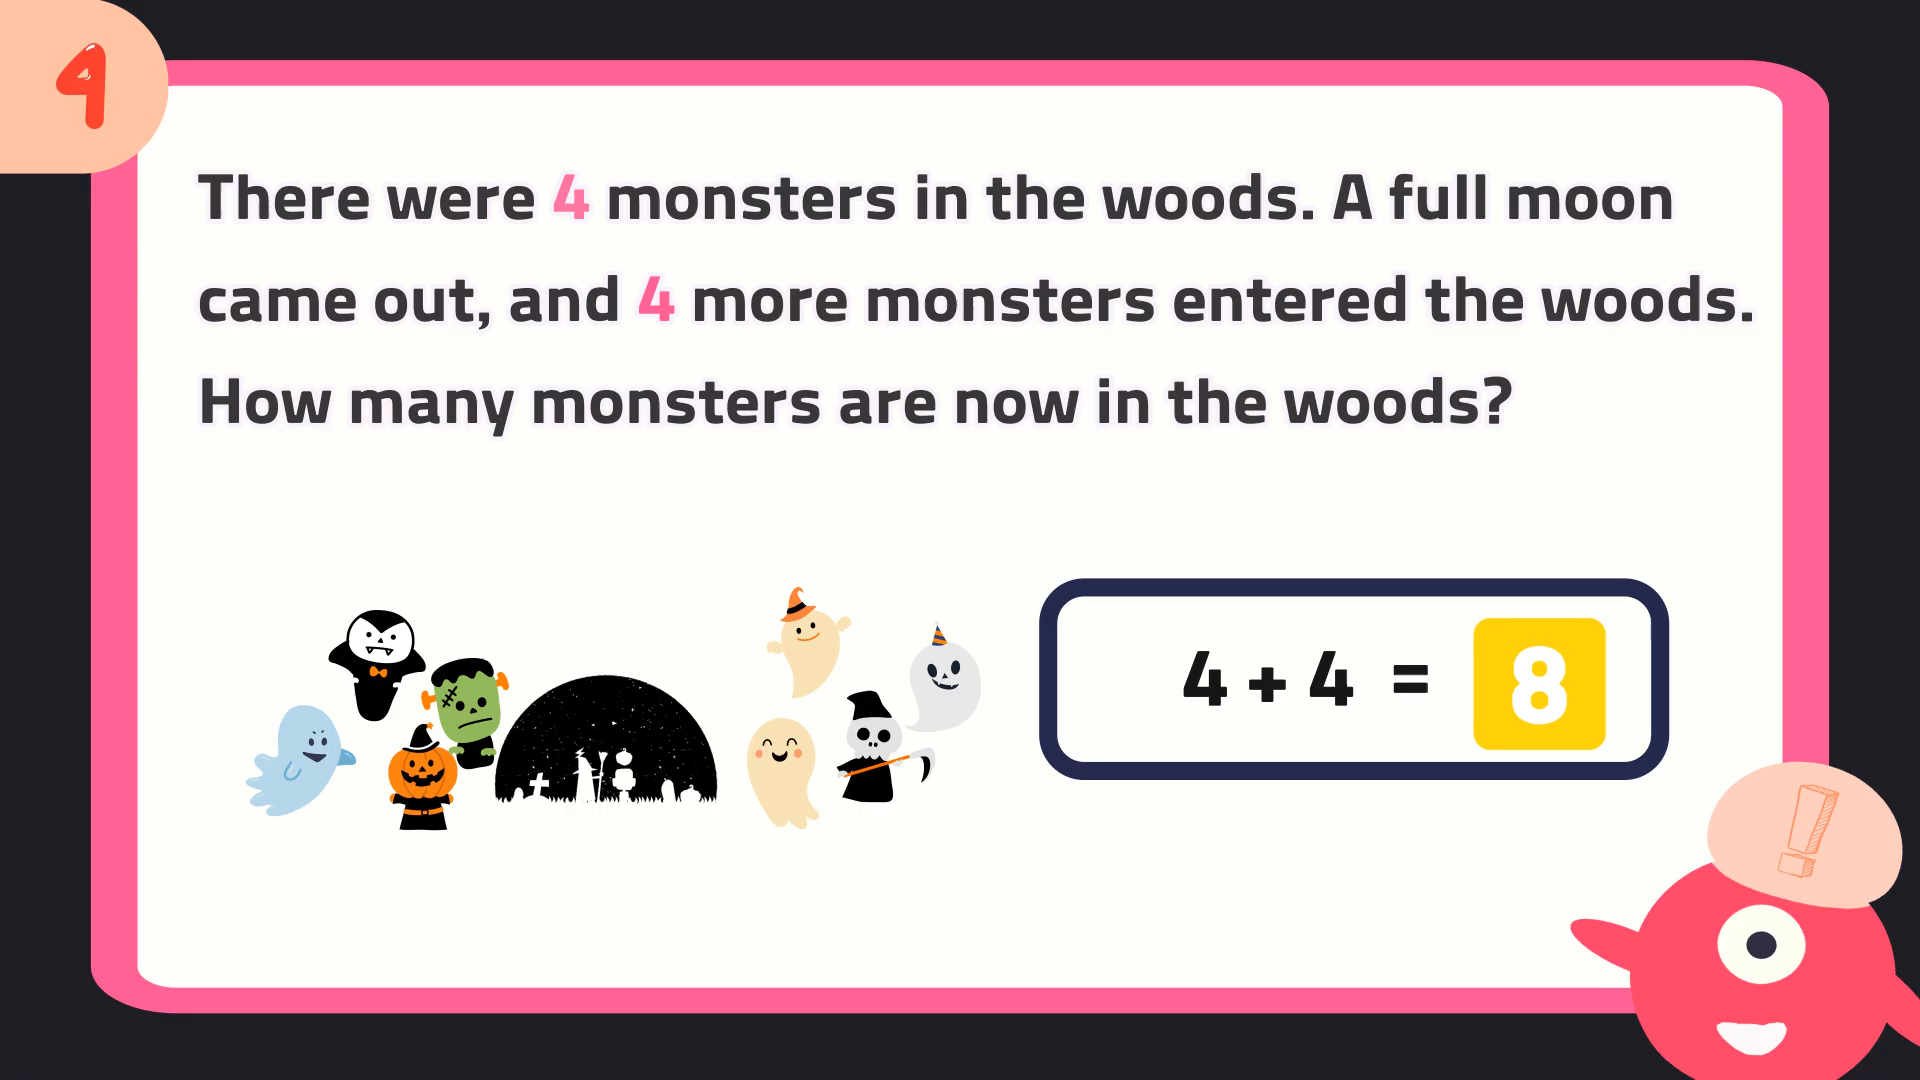 4
There were 4 monsters in the woods. A full moon
came out, and 4 more monsters entered the woods.
How many monsters are now in the woods?
4 + 4 = 8
!